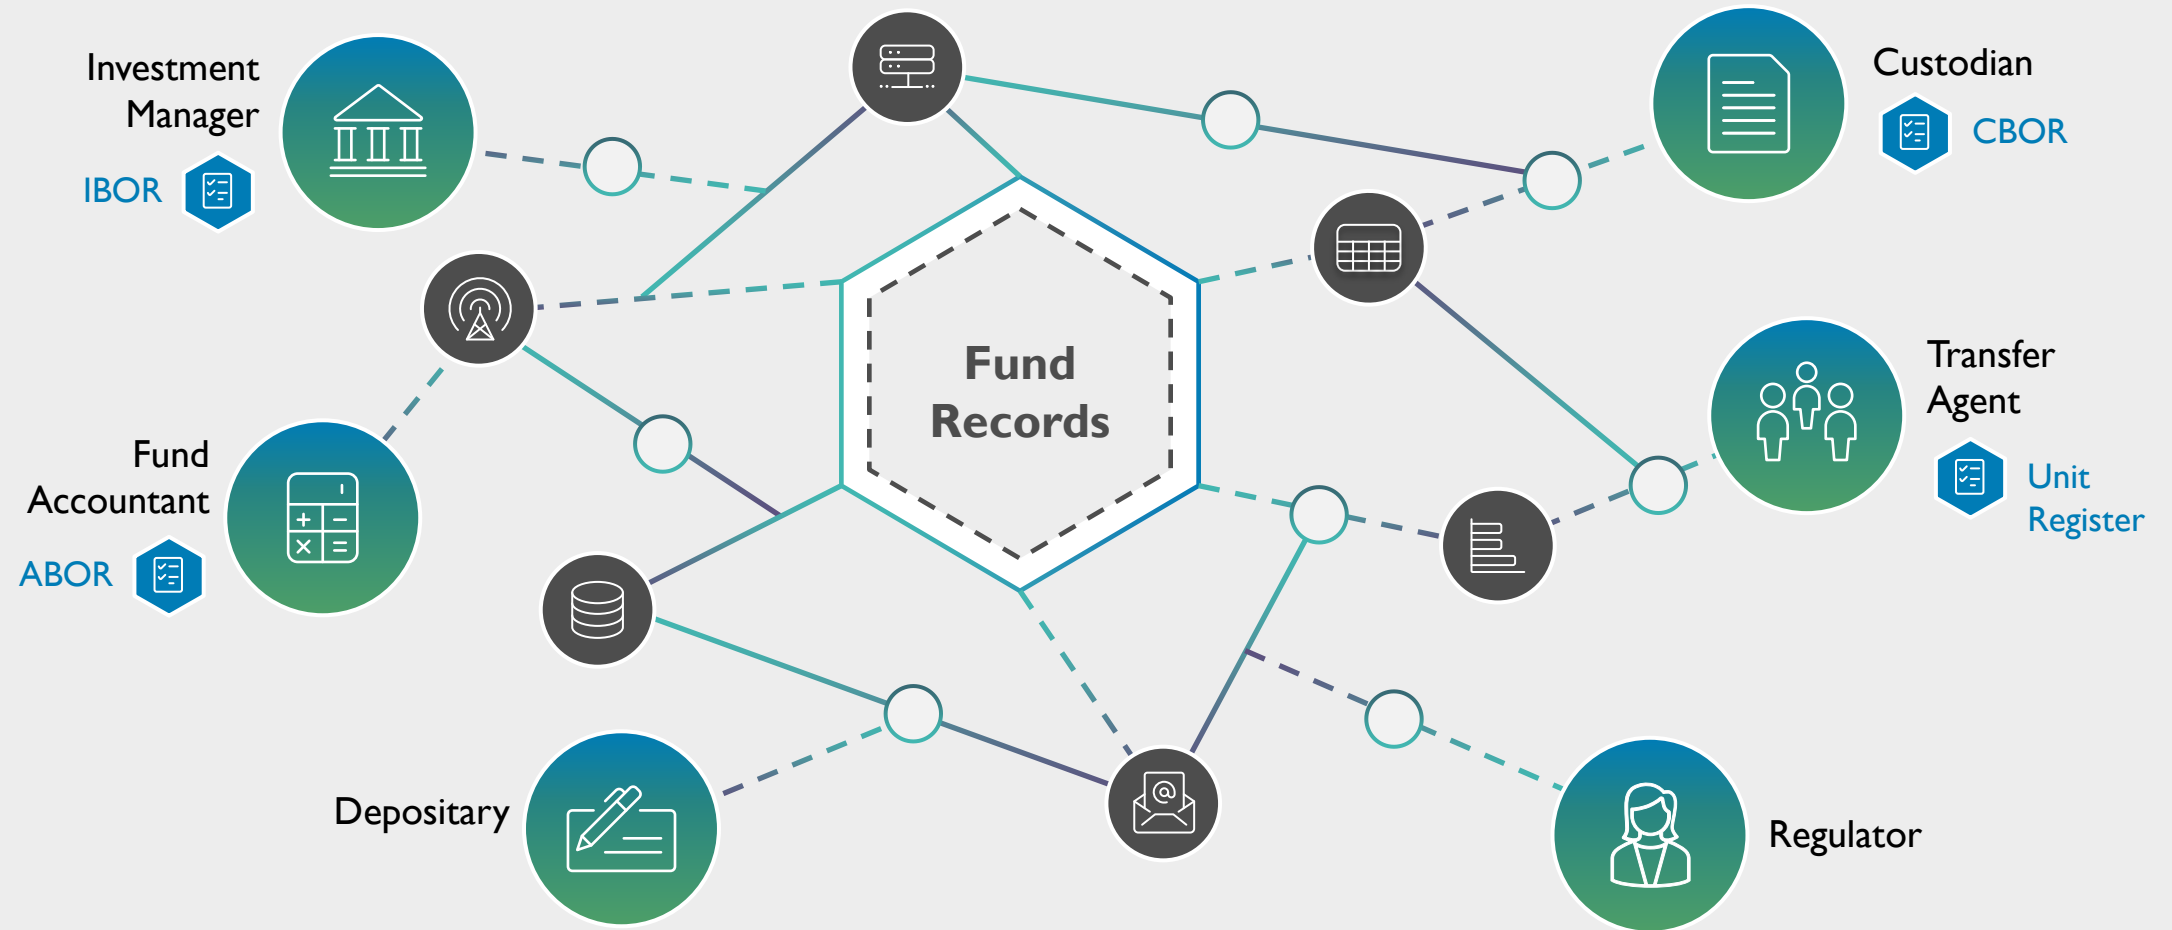 Investment
Manager
IBOR
Custodian
CBOR
Fund
Records
Transfer
Agent
Unit
Register
Fund
Accountant
ABOR
Depositary
Regulator